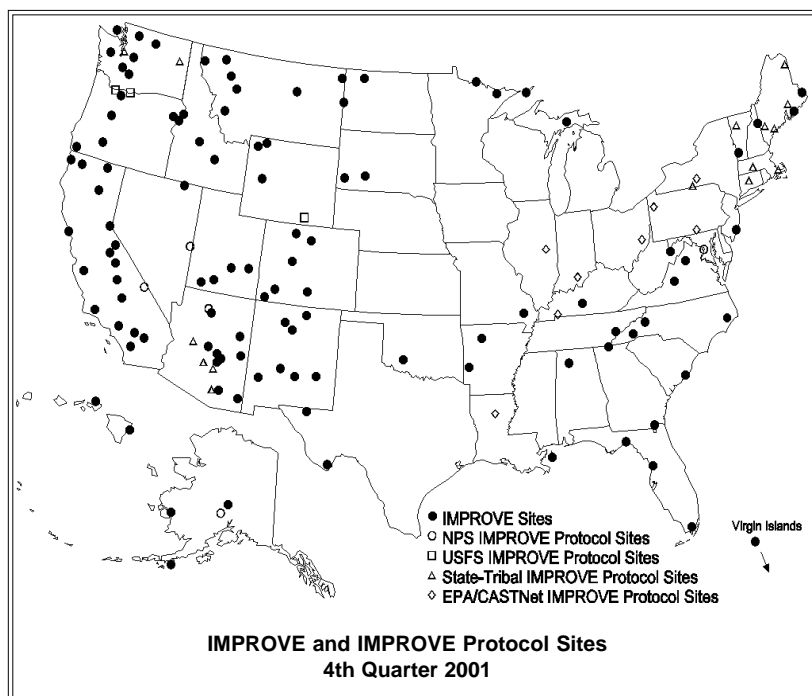 IMPROVE Sites
NPS IMPROVE Protocol Sites
USFS IMPROVE Protocol Sites
State-Tribal IMPROVE Protocol Sites
EPA/CASTNet IMPROVE Protocol Sites
Virgin Islands
IMPROVE and IMPROVE Protocol Sites
4th Quarter 2001